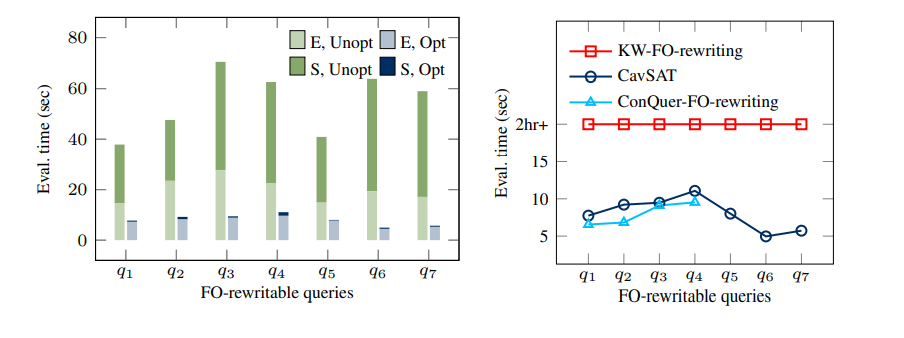 Eval. time (sec)
80
60
40
20
0
E, Unopt
E, Opt
S, Unopt
S, Opt
q1 q2 q3 q4 q5 q6 q7
FO-rewritable queries
Eval. time (sec)
2hr+
15
10
5
KW-FO-rewriting
CavSAT
ConQuer-FO-rewriting
q1 q2 q3 q4 q5 q6 q7
FO-rewritable queries